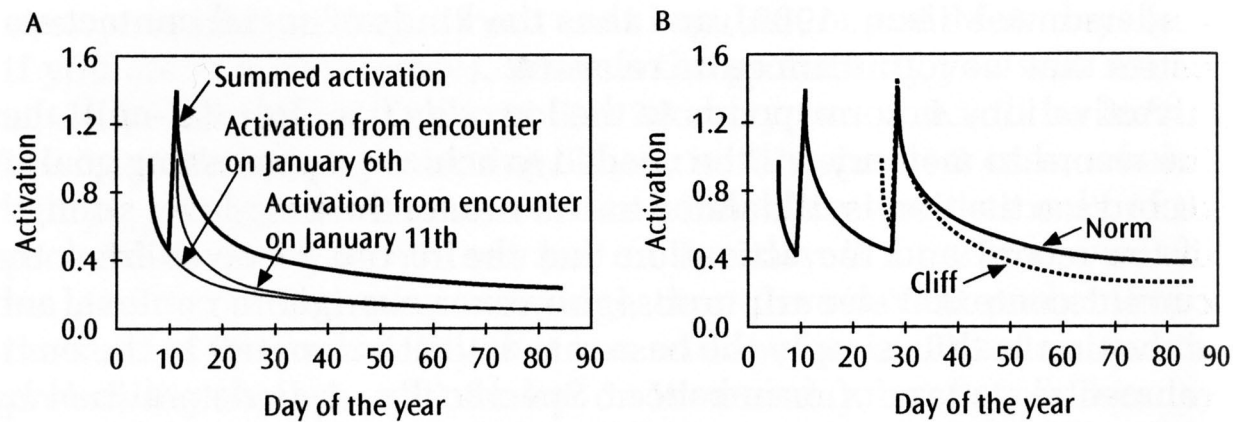 A
1.6
1.2
0.8
0.4
0.0
Activation
Summed activation
Activation from encounter
on January 6th
Activation from encounter
on January 11th
0 10 20 30 40 50 60 70 80 90
Day of the year
B
1.6
1.2
0.8
0.4
0.0
Activation
Norm
Cliff
0 10 20 30 40 50 60 70 80 90
Day of the year